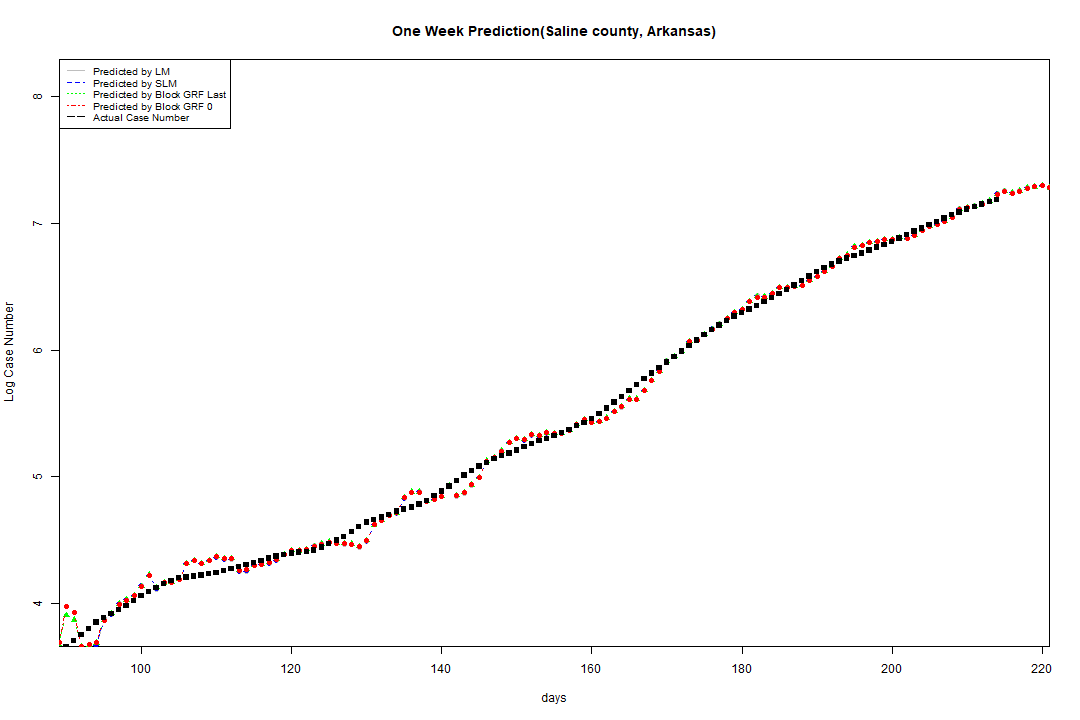 One Week Prediction(Saline county, Arkansas)
Predicted by LM
Predicted by SLM
Predicted by Block GRF Last
Predicted by Block GRF 0
Actual Case Number
8
7
6
5
4
Log Case Number
100 120 140 160 180 200 220
days